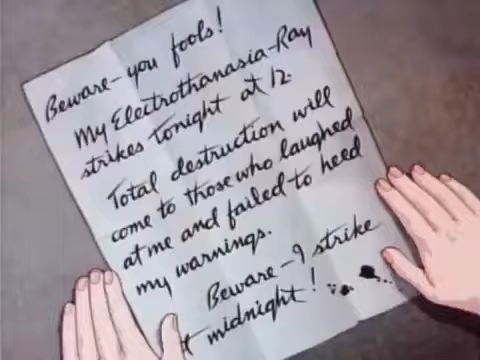 Beware-you fools!
My Electrothanasia-Ray
strikes tonight at 12.
Total destruction will
come to those who laughed
at me and failed to heed
my warnings.
Beware-I strike
at midnight!